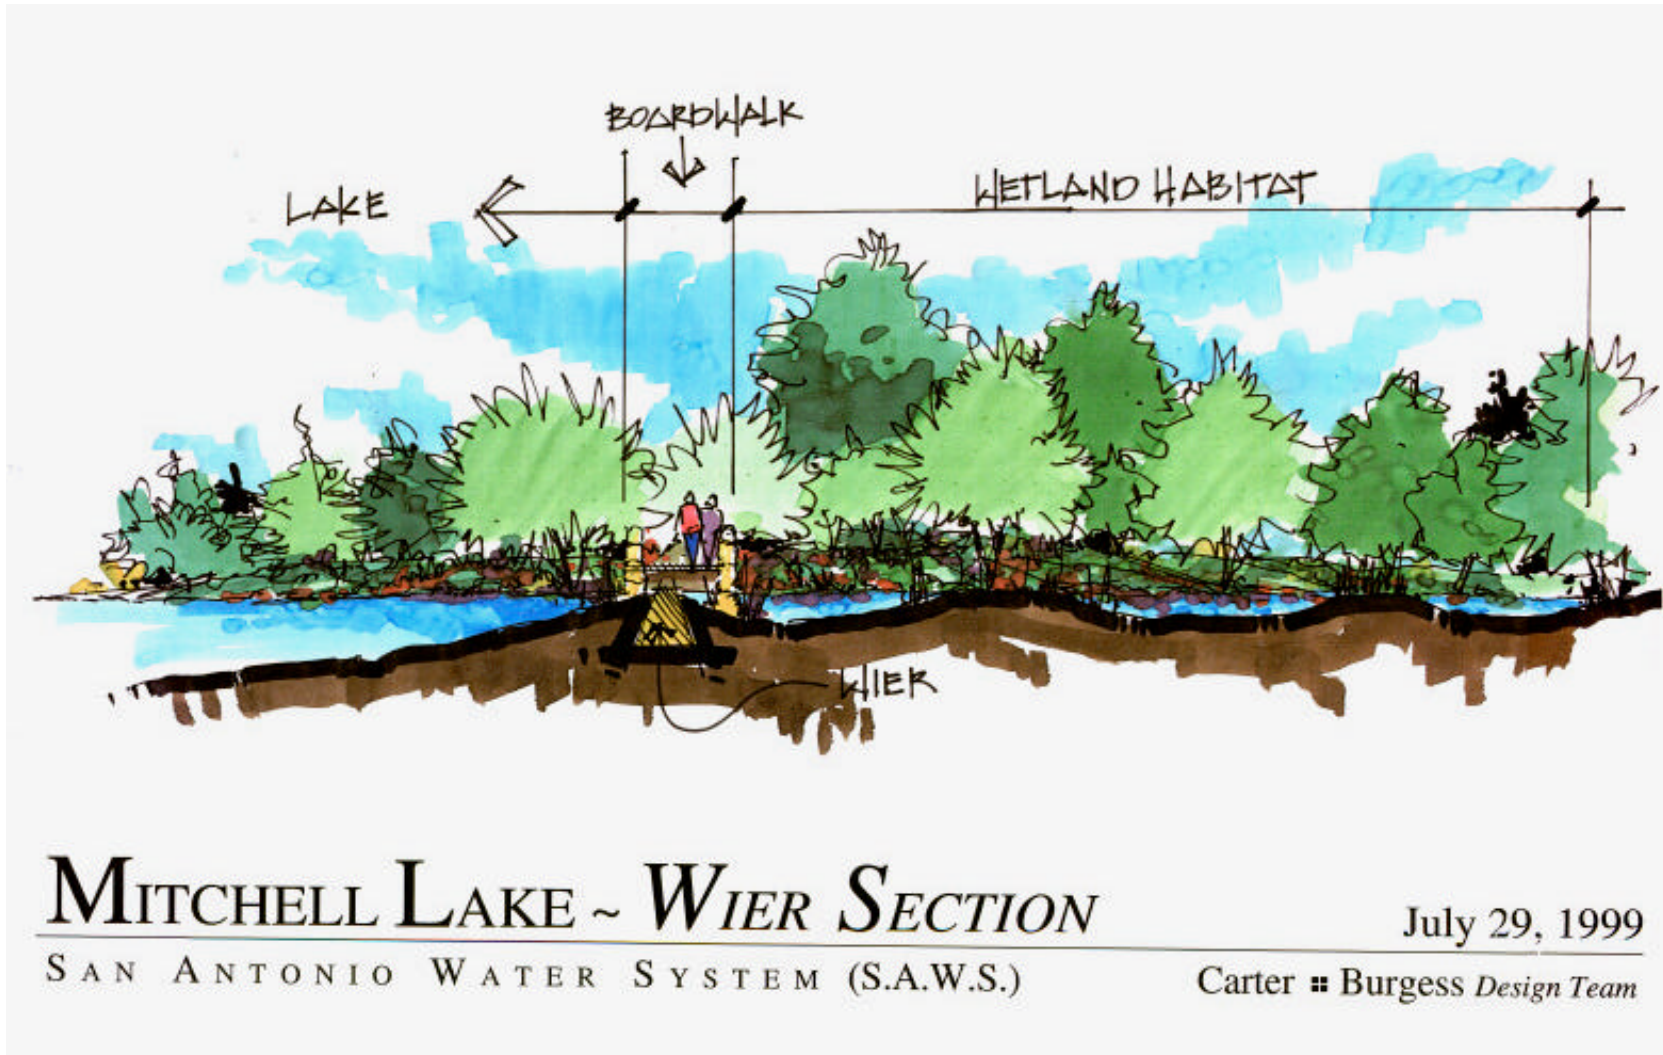 BOARDWALK
LAKE
WETLAND HABITAT
WIER
MITCHELL LAKE ~ WIER SECTION
July 29, 1999
SAN ANTONIO WATER SYSTEM (S.A.W.S.)
Carter :: Burgess Design Team